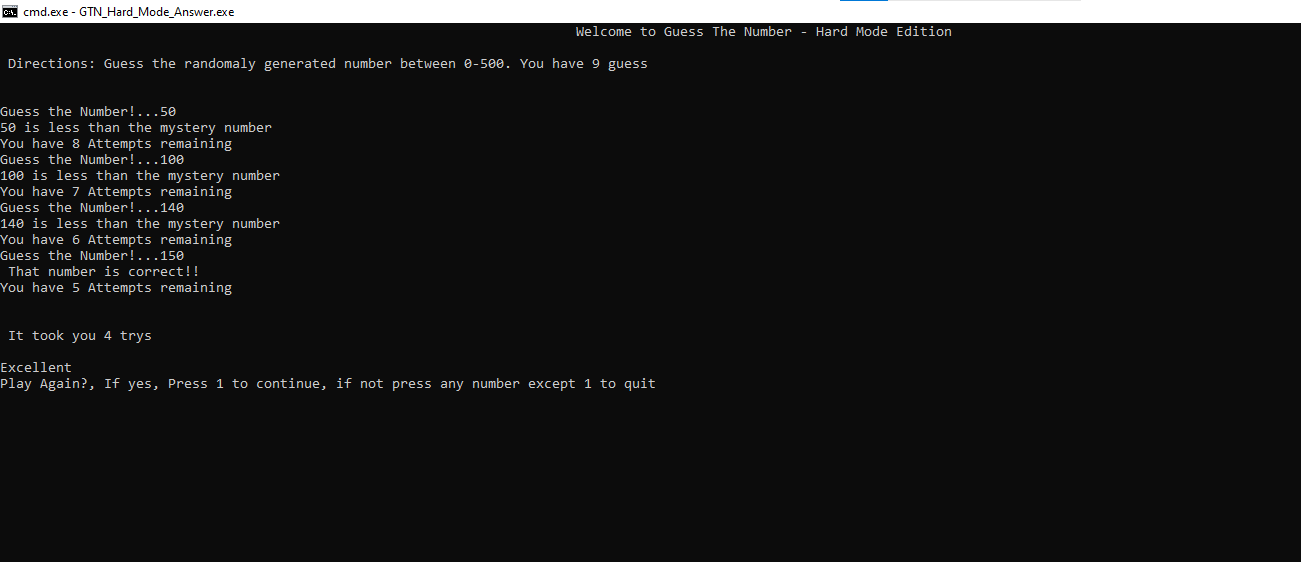 cmd.exe - GTN_Hard_Mode_Answer.exe
Welcome to Guess The Number - Hard Mode Edition
Directions: Guess the randomaly generated number between 0-500. You have 9 guess
Guess the Number!...50
50 is less than the mystery number
You have 8 Attempts remaining
Guess the Number!...100
100 is less than the mystery number
You have 7 Attempts remaining
Guess the Number!...140
140 is less than the mystery number
You have 6 Attempts remaining
Guess the Number!...150
That number is correct!!
You have 5 Attempts remaining
It took you 4 trys
Excellent
Play Again?, If yes, Press 1 to continue, if not press any number except 1 to quit